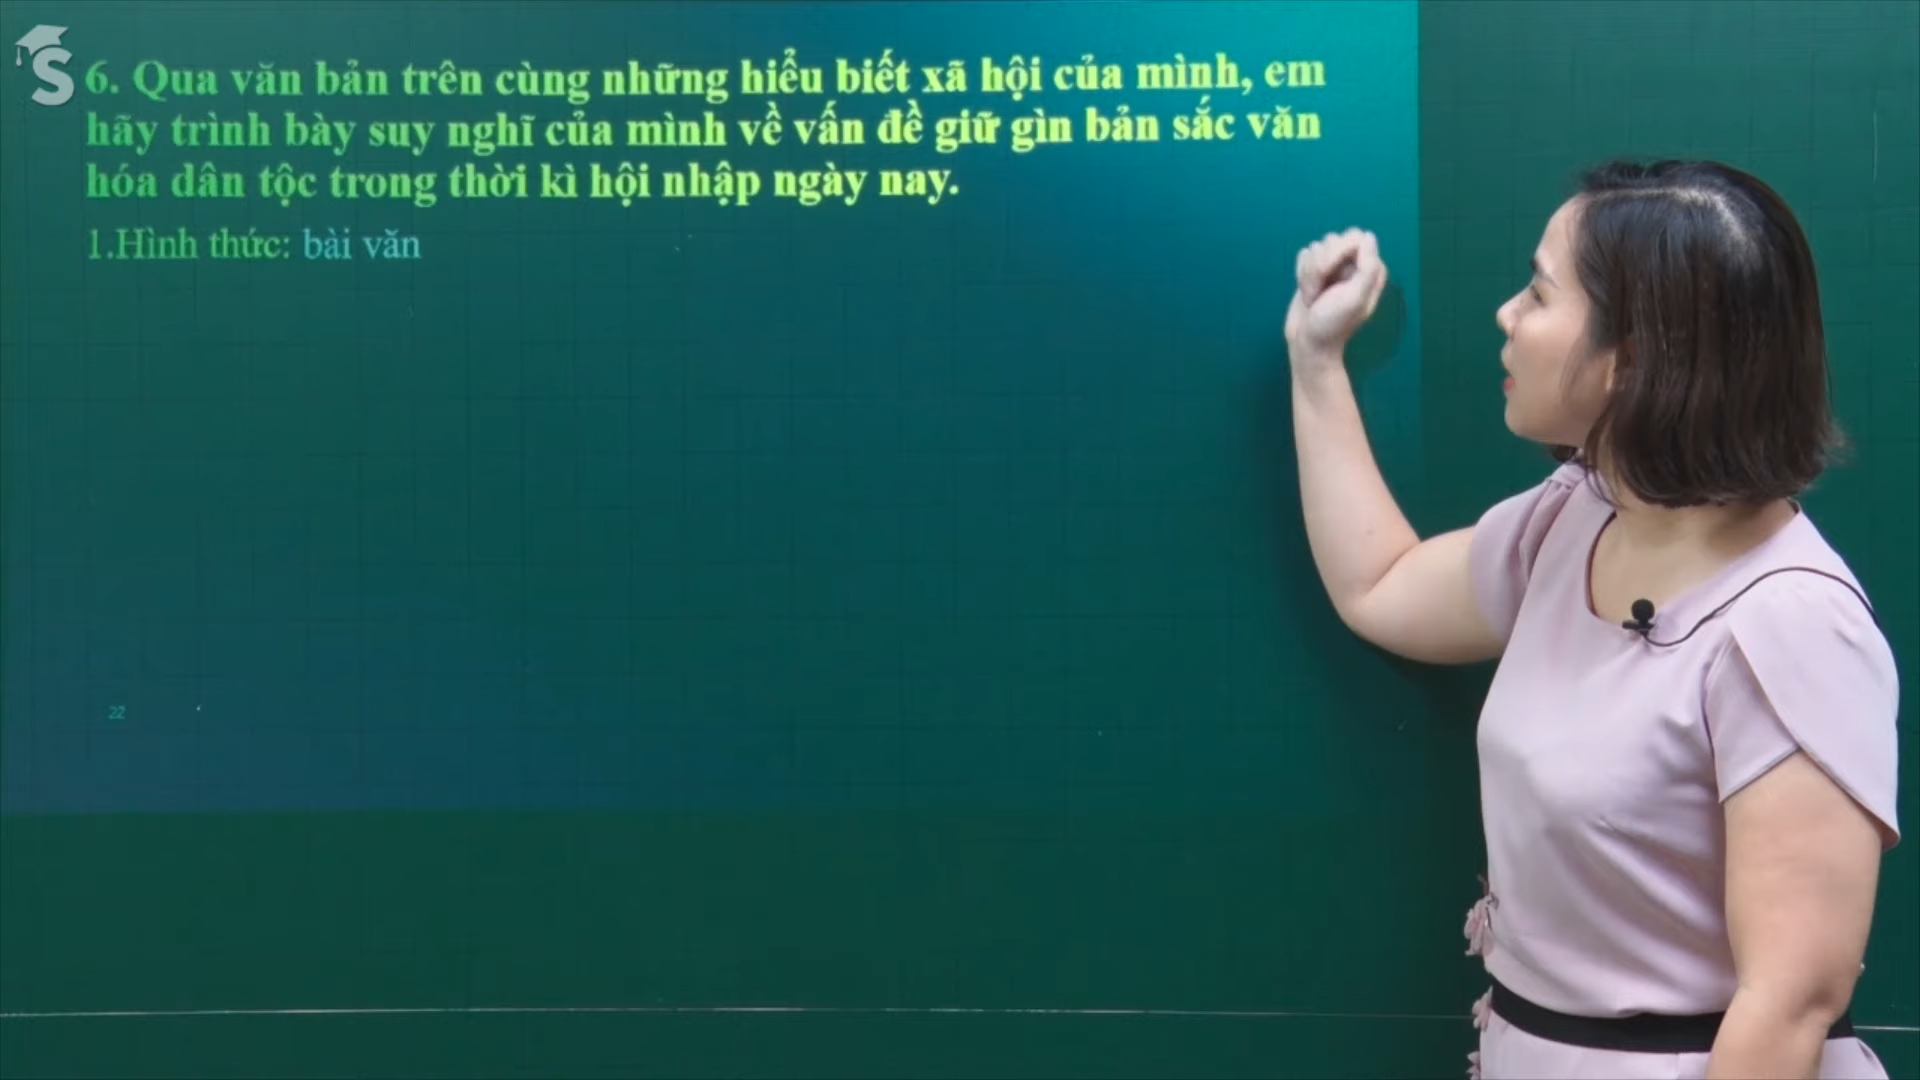 S
6. Qua văn bản trên cùng những hiểu biết xã hội của mình, em
hãy trình bày suy nghĩ của mình về vấn đề giữ gìn bản sắc văn
hóa dân tộc trong thời kì hội nhập ngày nay.
1.Hình thức: bài văn
22